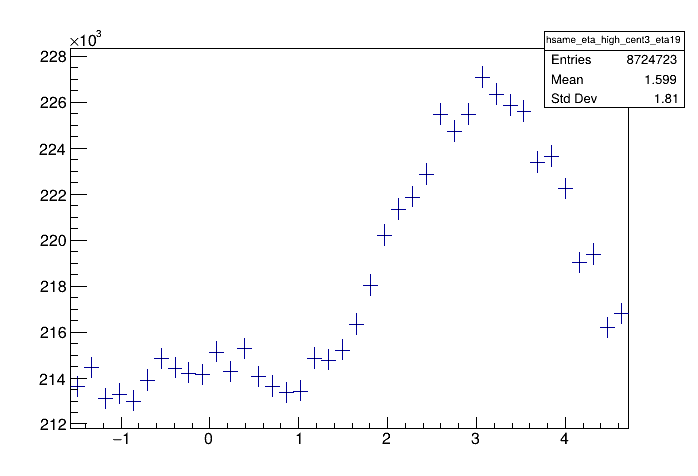 ×10³
hsame_eta_high_cent3_eta19
Entries 8724723
Mean 1.599
Std Dev 1.81
228
226
224
222
220
218
216
214
212
−1 0 1 2 3 4